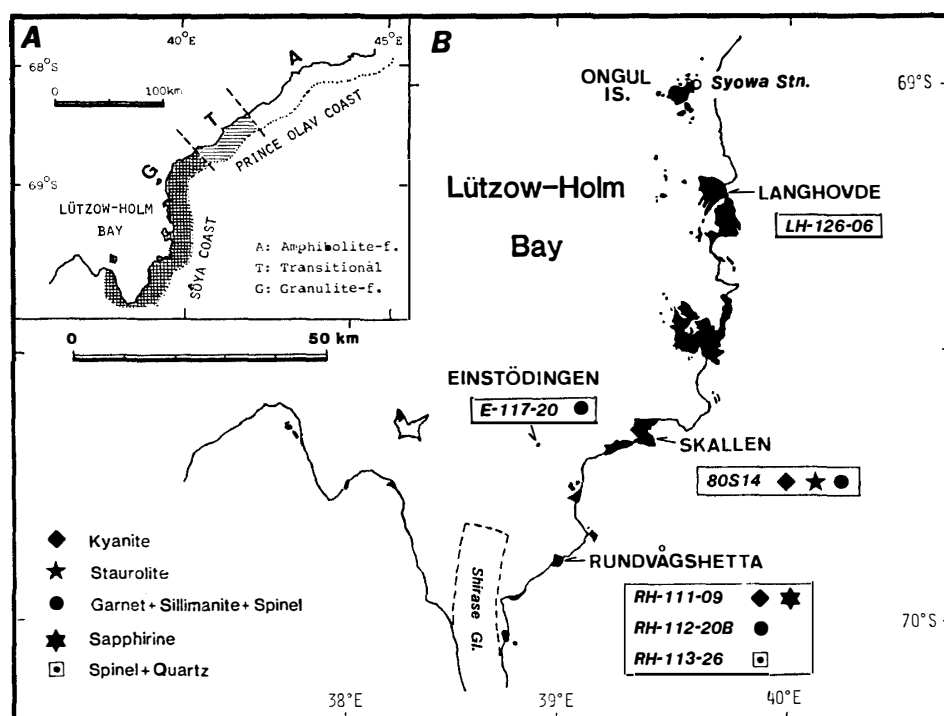 A
40°E
45°E
68°S
0
100km
A
T
PRINCE OLAV COAST
G
69°S
LÜTZOW-HOLM
BAY
SÔYA COAST
A: Amphibolite-f.
T: Transitional
G: Granulite-f.
0
50 km
B
ONGUL
IS.
Syowa Stn.
69°S
Lützow-Holm
Bay
LANGHOVDE
LH-126-06
EINSTÖDINGEN
E-117-20
SKALLEN
80S14
RUNDVÅGSHETTA
RH-111-09
RH-112-20B
RH-113-26
Shirase Gl.
70°S
Kyanite
Staurolite
Garnet+Sillimanite+Spinel
Sapphirine
Spinel+Quartz
38°E
39°E
40°E